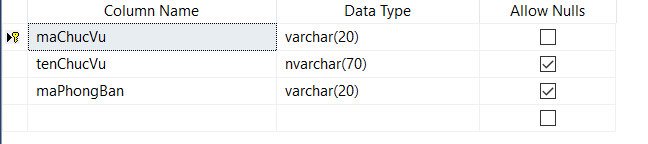 Column Name Data Type Allow Nulls
maChucVu varchar(20)
tenChucVu nvarchar(70)
maPhongBan varchar(20)